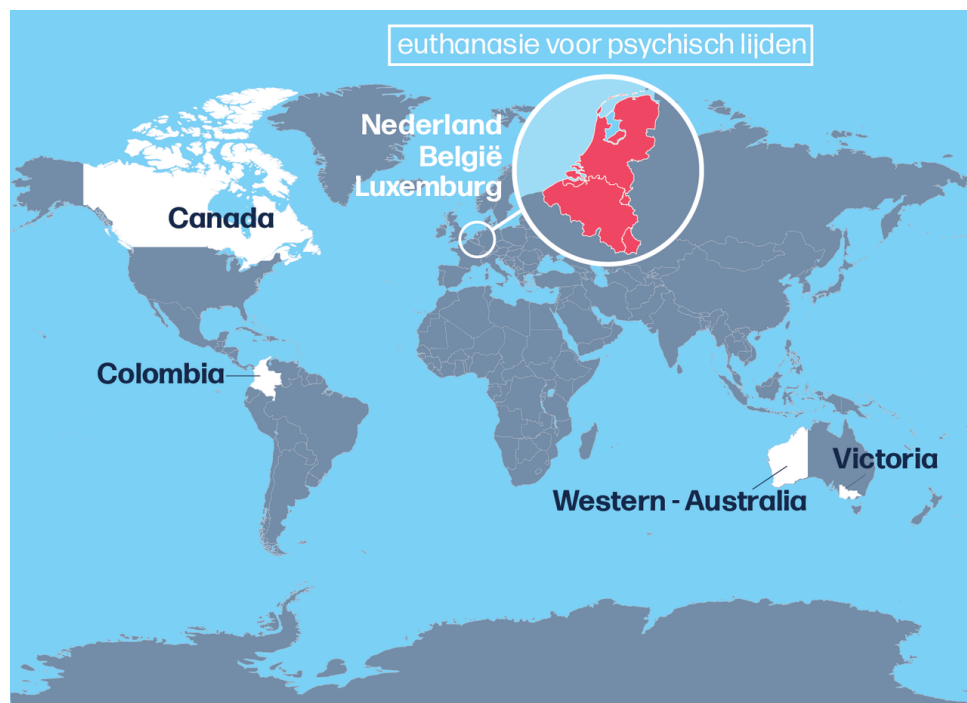 euthanasie voor psychisch lijden
Nederland
België
Luxemburg
Canada
Colombia
Victoria
Western - Australia